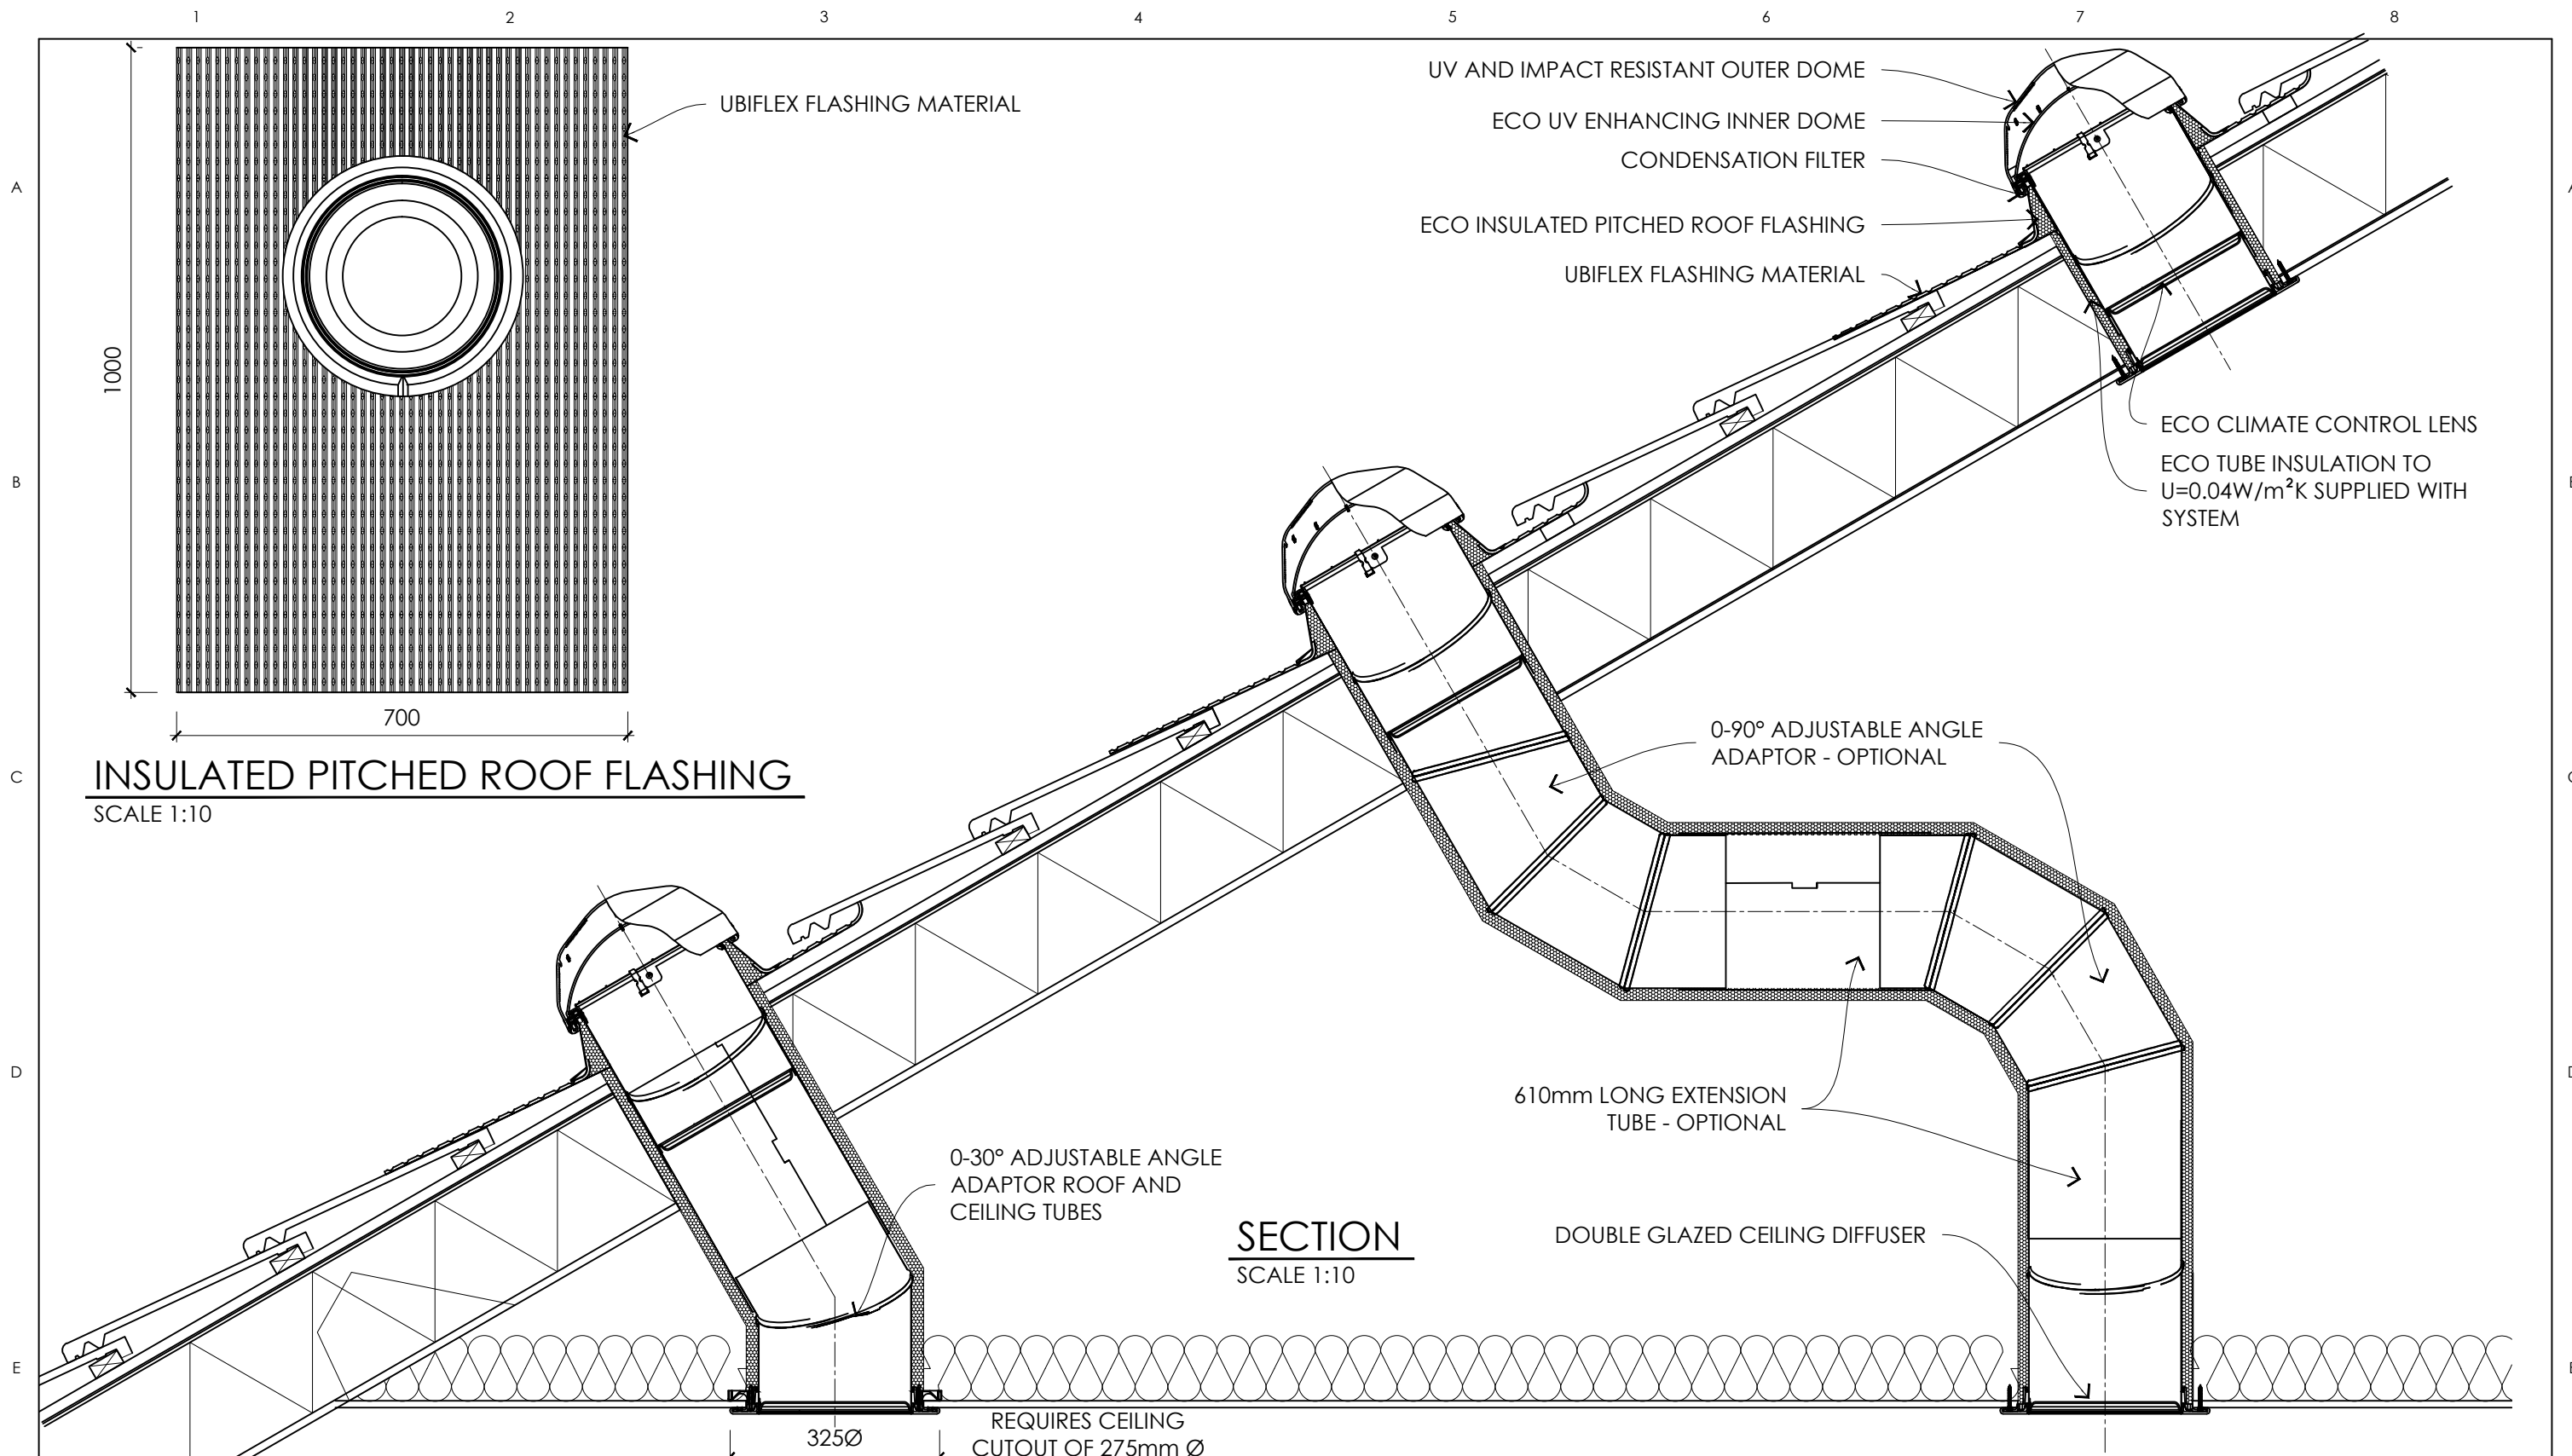 1 2 3 4 5 6 7 8
UBIFLEX FLASHING MATERIAL
1000
700
INSULATED PITCHED ROOF FLASHING
SCALE 1:10
UV AND IMPACT RESISTANT OUTER DOME
ECO UV ENHANCING INNER DOME
CONDENSATION FILTER
ECO INSULATED PITCHED ROOF FLASHING
UBIFLEX FLASHING MATERIAL
ECO CLIMATE CONTROL LENS
ECO TUBE INSULATION TO
U=0.04W/m²K SUPPLIED WITH
SYSTEM
0-90° ADJUSTABLE ANGLE
ADAPTOR - OPTIONAL
610mm LONG EXTENSION
TUBE - OPTIONAL
0-30° ADJUSTABLE ANGLE
ADAPTOR ROOF AND
CEILING TUBES
SECTION
SCALE 1:10
DOUBLE GLAZED CEILING DIFFUSER
325Ø
REQUIRES CEILING
CUTOUT OF 275mm Ø
A
B
C
D
E